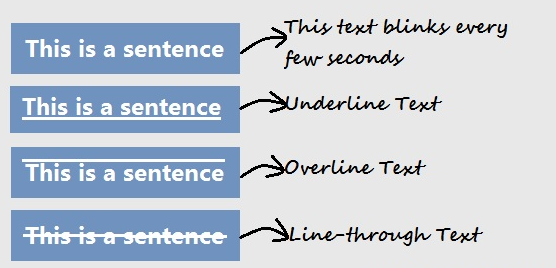 This is a sentence
This text blinks every
few seconds
This is a sentence
Underline Text
This is a sentence
Overline Text
This is a sentence
Line-through Text